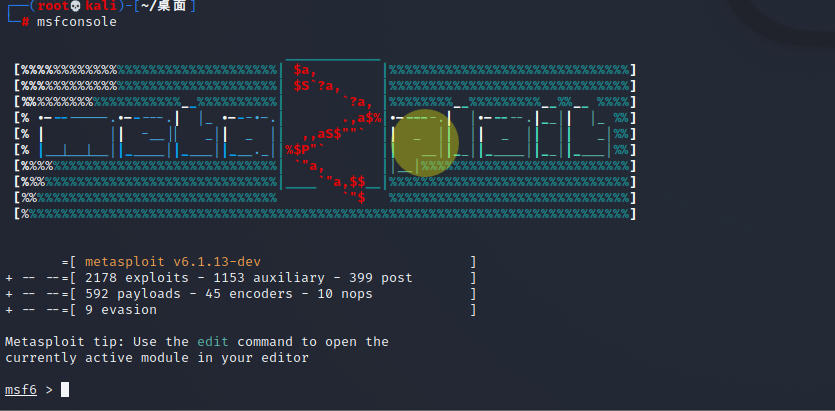 (root💀kali)-[~/桌面]
# msfconsole
=[ metasploit v6.1.13-dev ]
+ -- --=[ 2178 exploits - 1153 auxiliary - 399 post ]
+ -- --=[ 592 payloads - 45 encoders - 10 nops ]
+ -- --=[ 9 evasion ]
Metasploit tip: Use the edit command to open the
currently active module in your editor
msf6 >